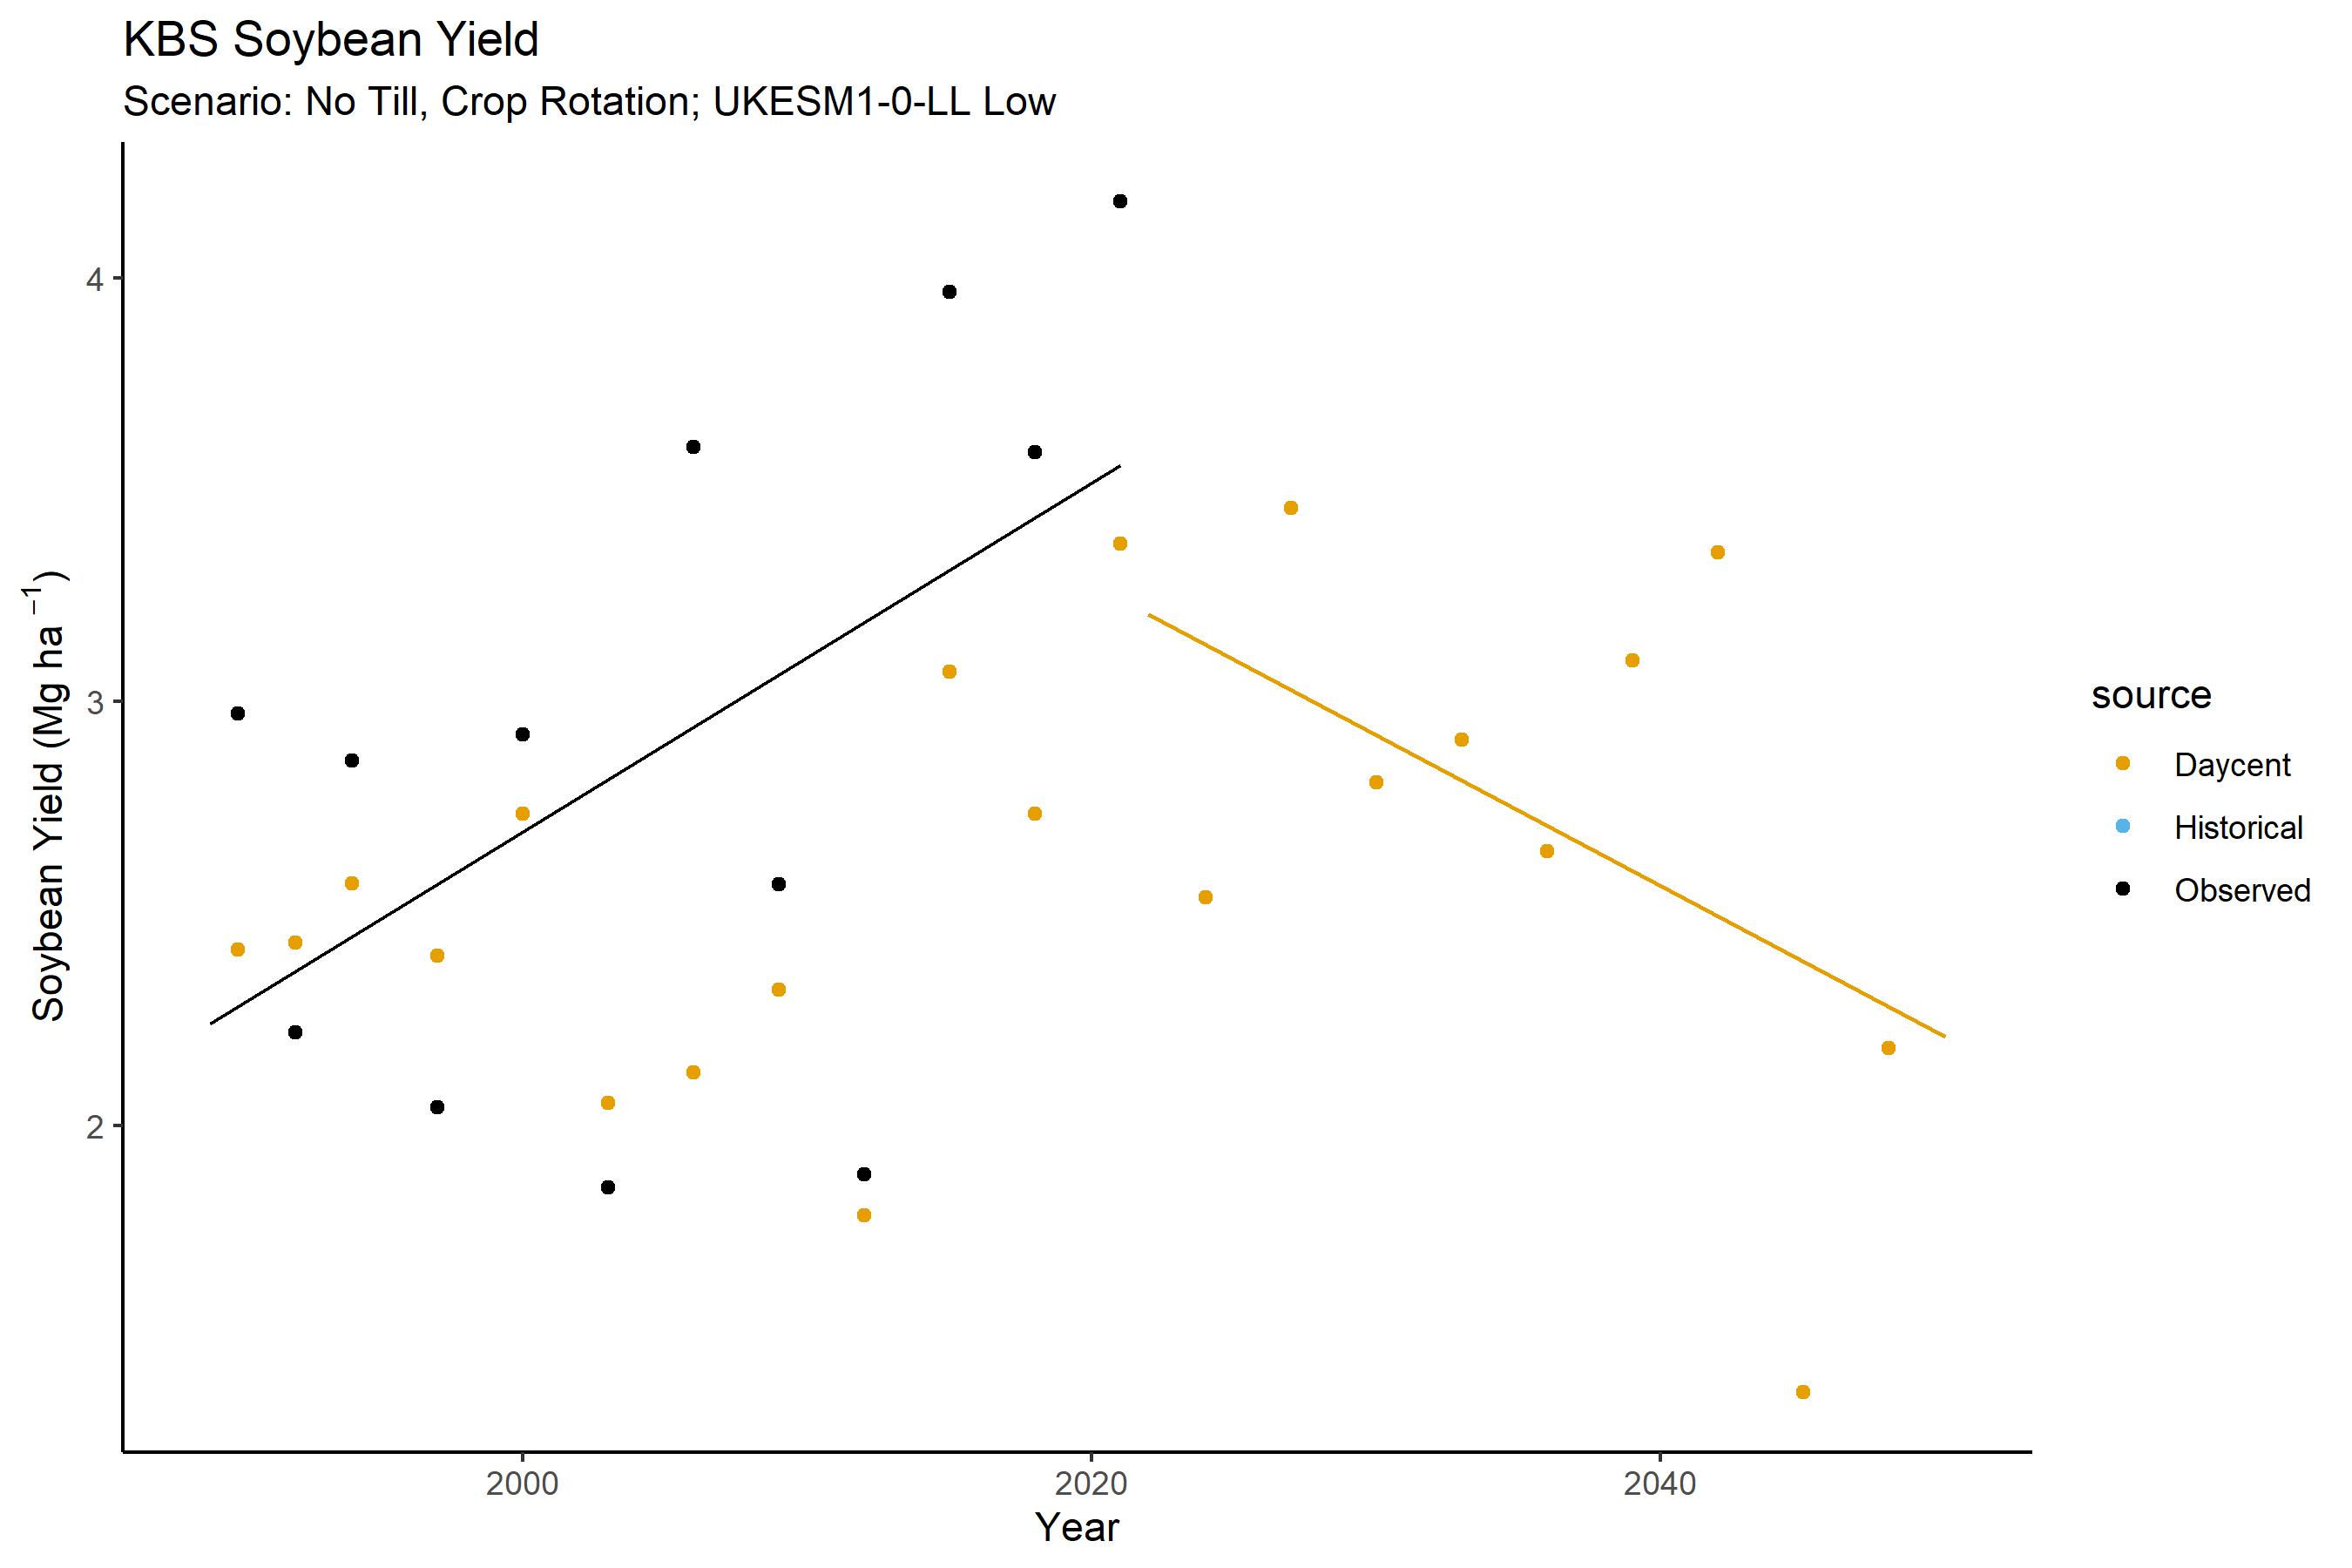 KBS Soybean Yield
Scenario: No Till, Crop Rotation; UKESM1-0-LL Low
Soybean Yield (Mg ha ⁻¹)
4
3
2
2000
2020
2040
Year
source
Daycent
Historical
Observed